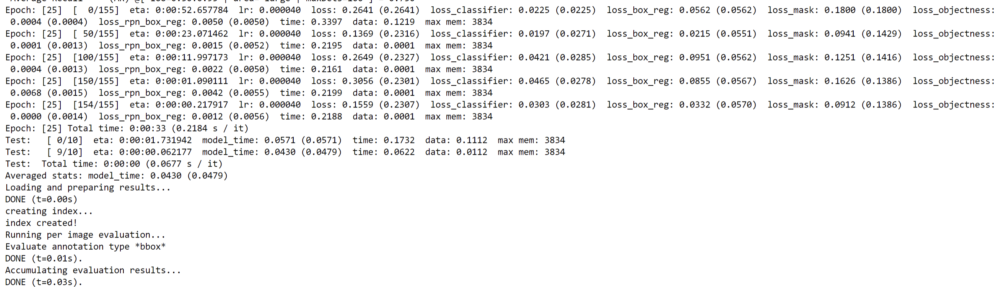 Epoch: [25]  [  0/155]  eta: 0:00:52.657784  lr: 0.000040  loss: 0.2641 (0.2641)  loss_classifier: 0.0225 (0.0225)  loss_box_reg: 0.0562 (0.0562)  loss_mask: 0.1800 (0.1800)  loss_objectness:
0.0004 (0.0004)  loss_rpn_box_reg: 0.0050 (0.0050)  time: 0.3397  data: 0.1219  max mem: 3834
Epoch: [25]  [ 50/155]  eta: 0:00:23.071462  lr: 0.000040  loss: 0.1369 (0.2316)  loss_classifier: 0.0197 (0.0271)  loss_box_reg: 0.0215 (0.0551)  loss_mask: 0.0941 (0.1429)  loss_objectness:
0.0001 (0.0013)  loss_rpn_box_reg: 0.0015 (0.0052)  time: 0.2195  data: 0.0001  max mem: 3834
Epoch: [25]  [100/155]  eta: 0:00:11.997173  lr: 0.000040  loss: 0.2649 (0.2327)  loss_classifier: 0.0421 (0.0285)  loss_box_reg: 0.0951 (0.0562)  loss_mask: 0.1251 (0.1416)  loss_objectness:
0.0004 (0.0013)  loss_rpn_box_reg: 0.0022 (0.0050)  time: 0.2161  data: 0.0001  max mem: 3834
Epoch: [25]  [150/155]  eta: 0:00:01.090111  lr: 0.000040  loss: 0.3056 (0.2301)  loss_classifier: 0.0465 (0.0278)  loss_box_reg: 0.0855 (0.0567)  loss_mask: 0.1626 (0.1386)  loss_objectness:
0.0068 (0.0015)  loss_rpn_box_reg: 0.0042 (0.0055)  time: 0.2199  data: 0.0001  max mem: 3834
Epoch: [25]  [154/155]  eta: 0:00:00.217917  lr: 0.000040  loss: 0.1559 (0.2307)  loss_classifier: 0.0303 (0.0281)  loss_box_reg: 0.0332 (0.0570)  loss_mask: 0.0912 (0.1386)  loss_objectness:
0.0000 (0.0014)  loss_rpn_box_reg: 0.0012 (0.0056)  time: 0.2188  data: 0.0001  max mem: 3834
Epoch: [25] Total time: 0:00:33 (0.2184 s / it)
Test:   [ 0/10]  eta: 0:00:01.731942  model_time: 0.0571 (0.0571)  time: 0.1732  data: 0.1112  max mem: 3834
Test:   [ 9/10]  eta: 0:00:00.062177  model_time: 0.0430 (0.0479)  time: 0.0622  data: 0.0112  max mem: 3834
Test:  Total time: 0:00:00 (0.0677 s / it)
Averaged stats: model_time: 0.0430 (0.0479)
Loading and preparing results...
DONE (t=0.00s)
creating index...
index created!
Running per image evaluation...
Evaluate annotation type *bbox*
DONE (t=0.01s).
Accumulating evaluation results...
DONE (t=0.03s).